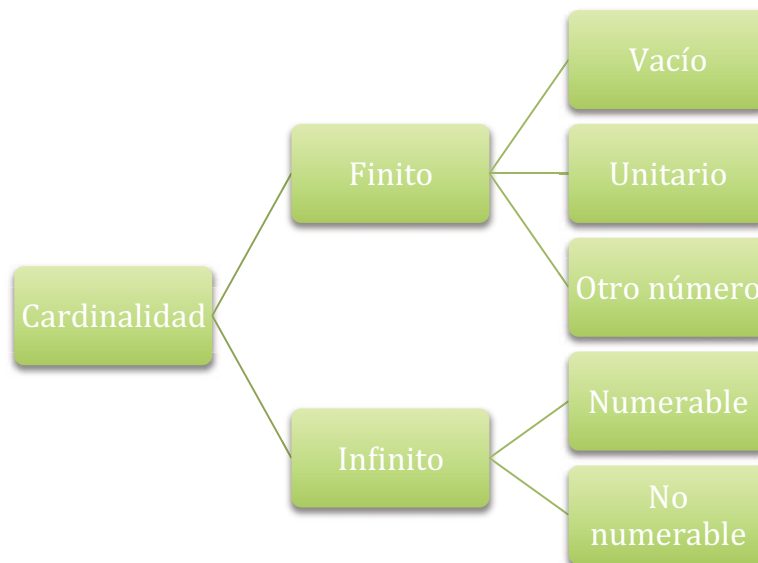 Vacío
Finito
Unitario
Otro número
Cardinalidad
Numerable
Infinito
No
numerable